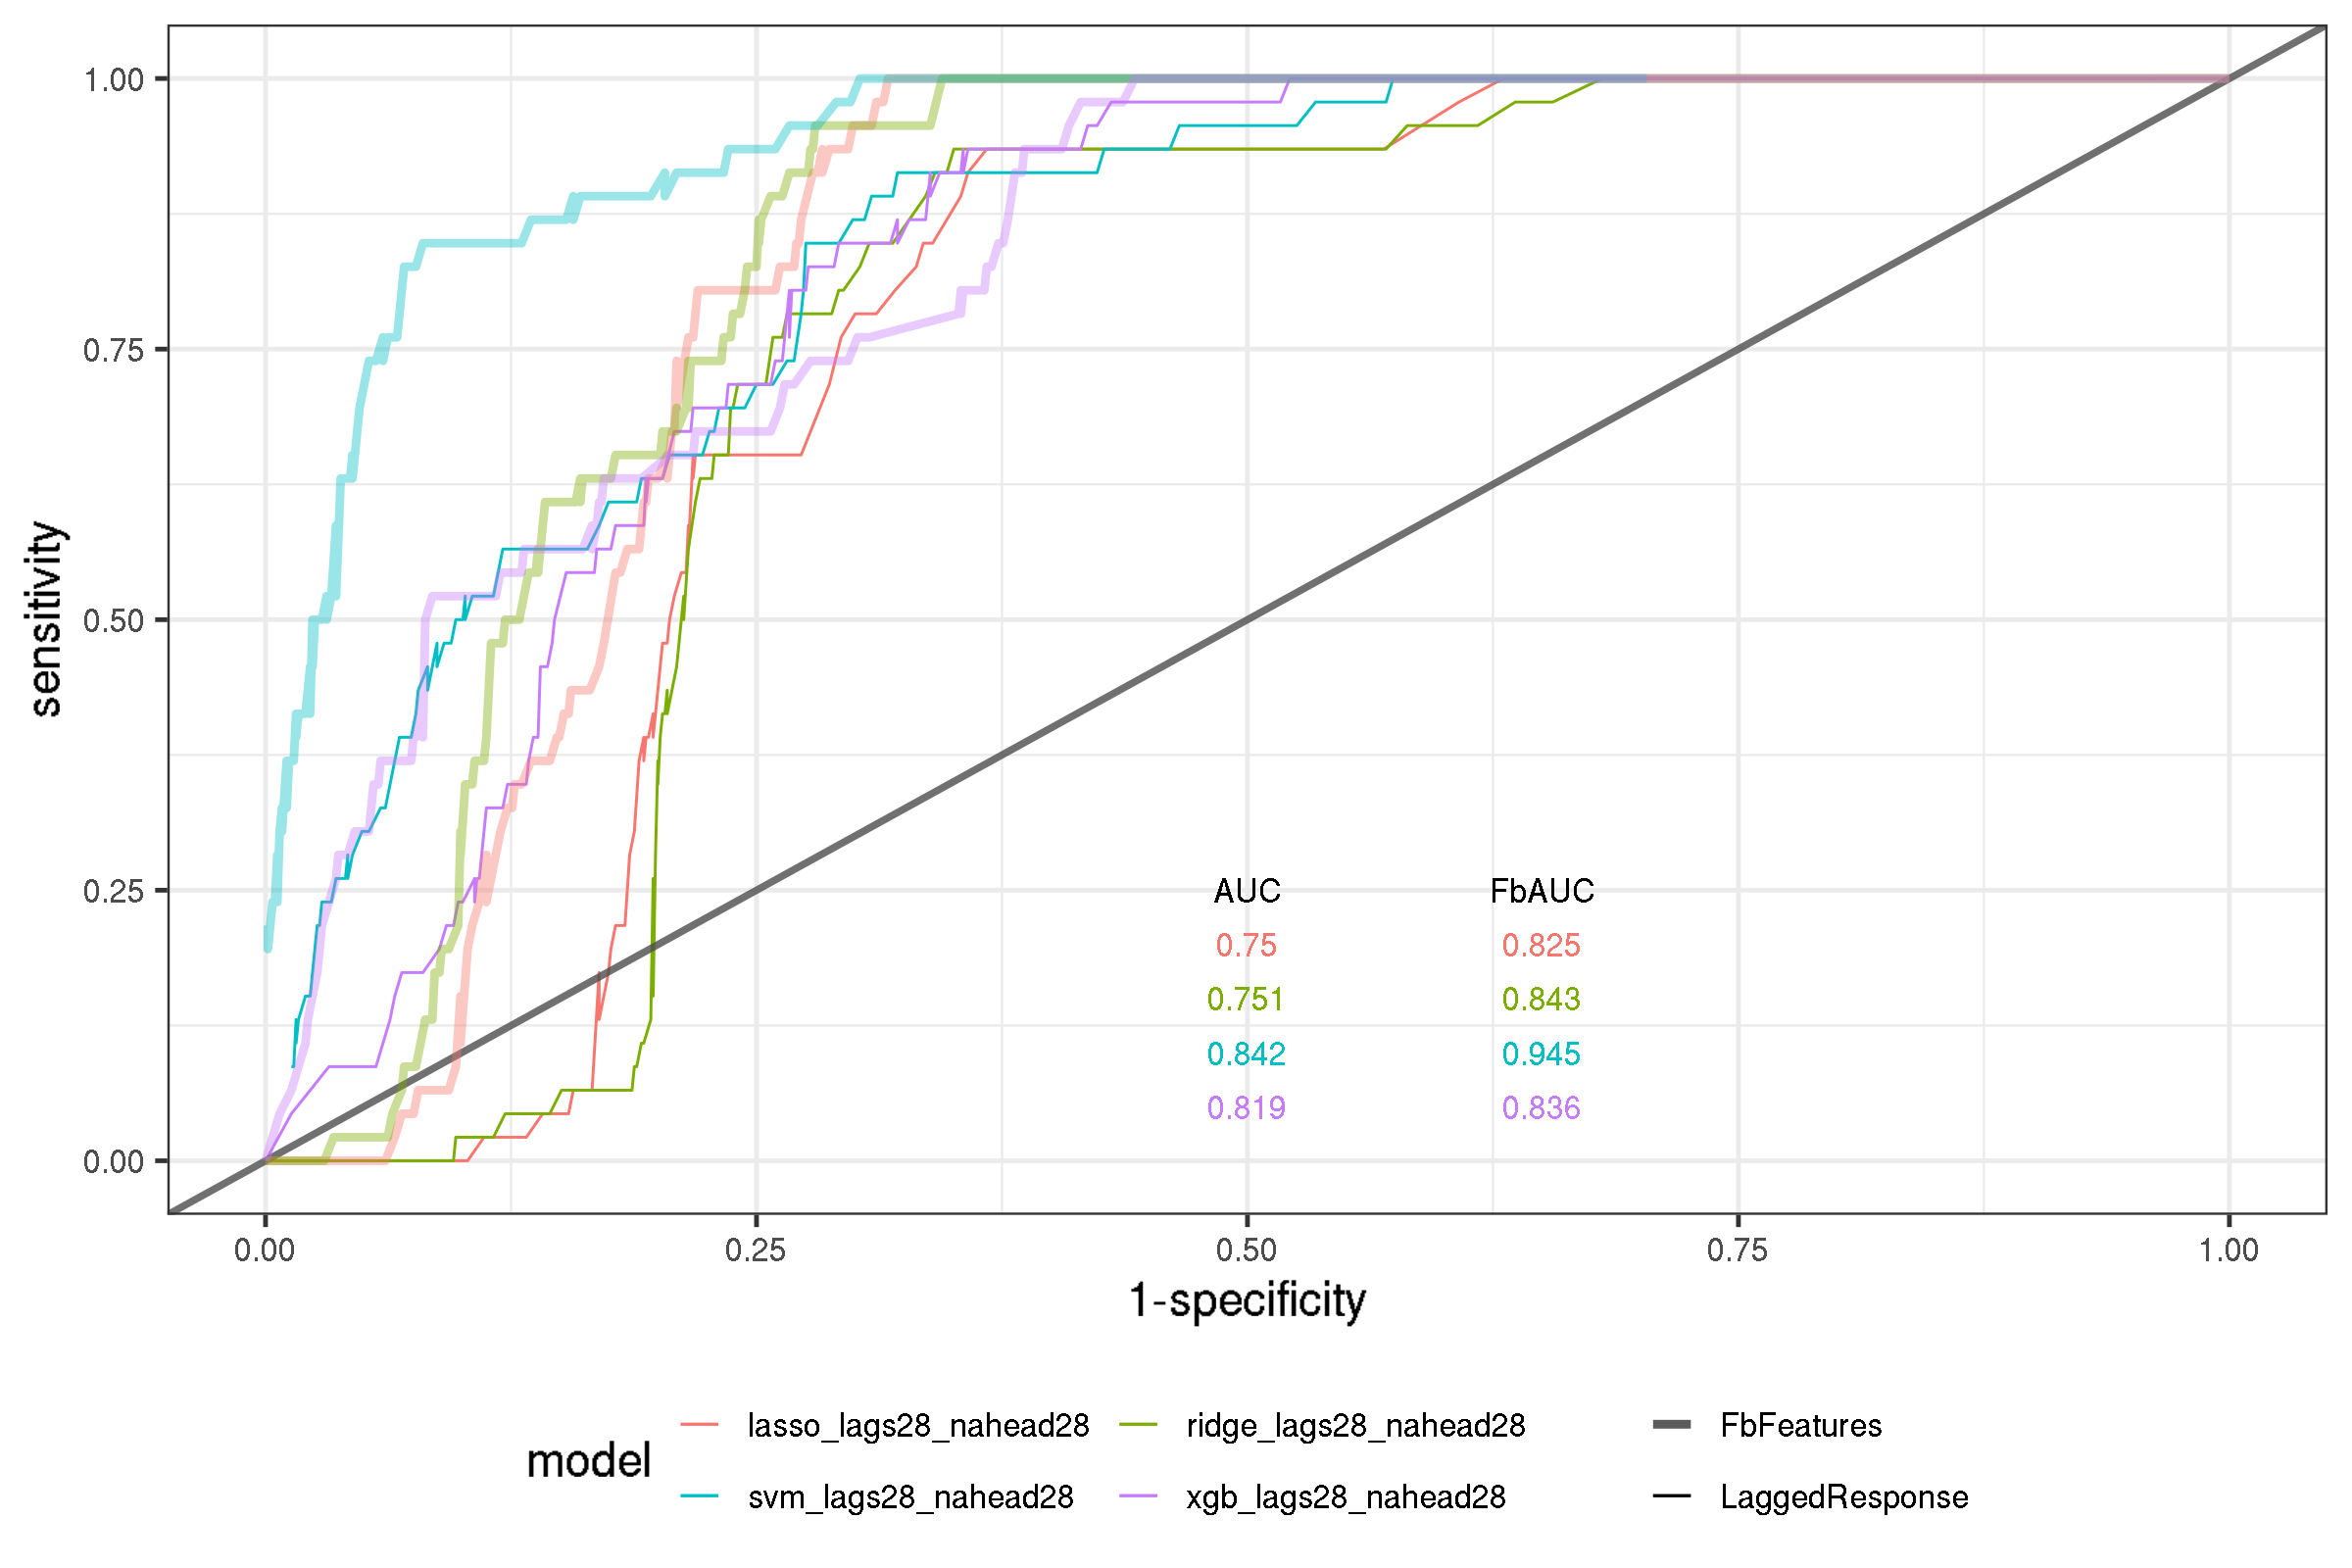 1.00
0.75
0.50
0.25
0.00
sensitivity
AUC FbAUC
0.75 0.825
0.751 0.843
0.842 0.945
0.819 0.836
0.00 0.25 0.50 0.75 1.00
1-specificity
model
lasso_lags28_nahead28 ridge_lags28_nahead28 FbFeatures
svm_lags28_nahead28 xgb_lags28_nahead28 LaggedResponse